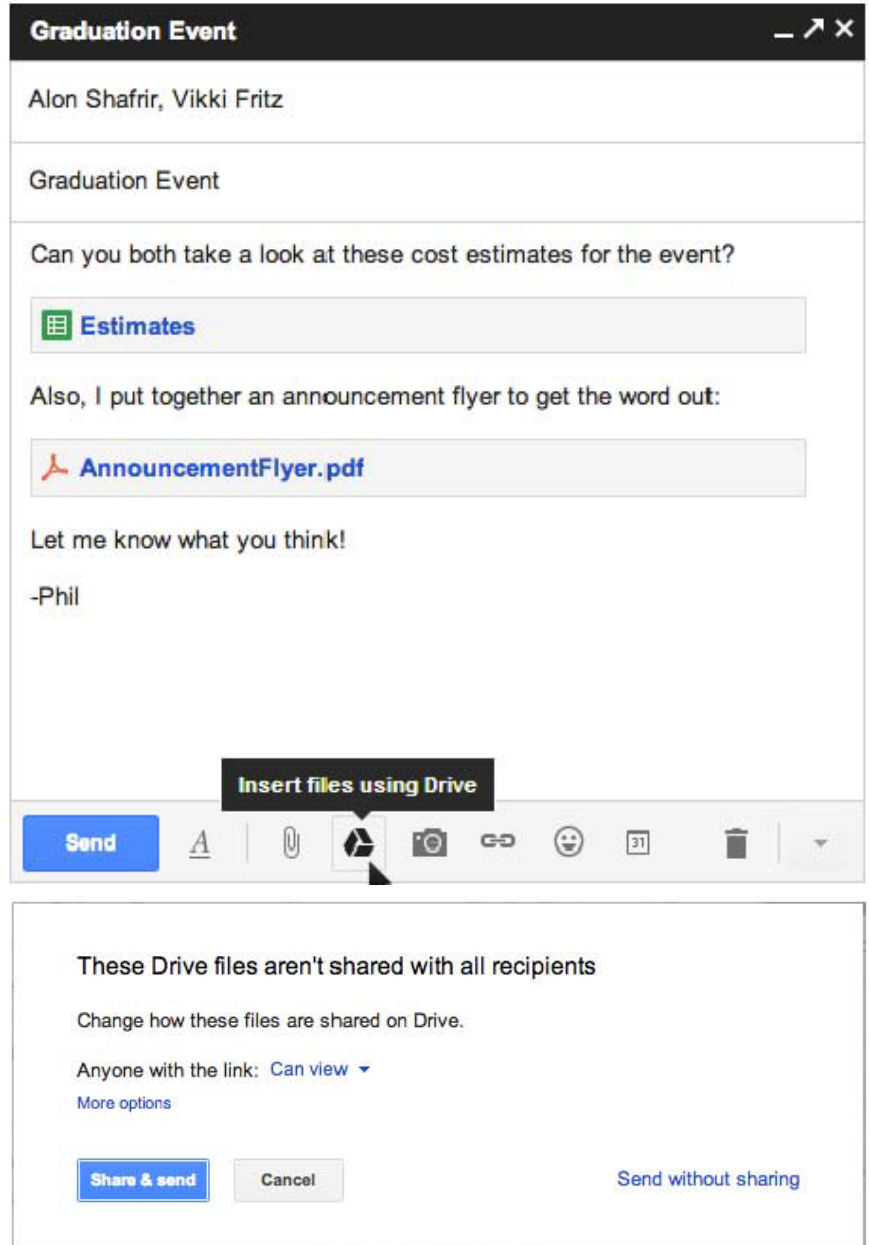 Graduation Event
Alon Shafrir, Vikki Fritz
Graduation Event
Can you both take a look at these cost estimates for the event?
Estimates
Also, I put together an announcement flyer to get the word out:
AnnouncementFlyer.pdf
Let me know what you think!
-Phil
Insert files using Drive
Send A 31
These Drive files aren't shared with all recipients
Change how these files are shared on Drive.
Anyone with the link: Can view
More options
Share & send Cancel Send without sharing